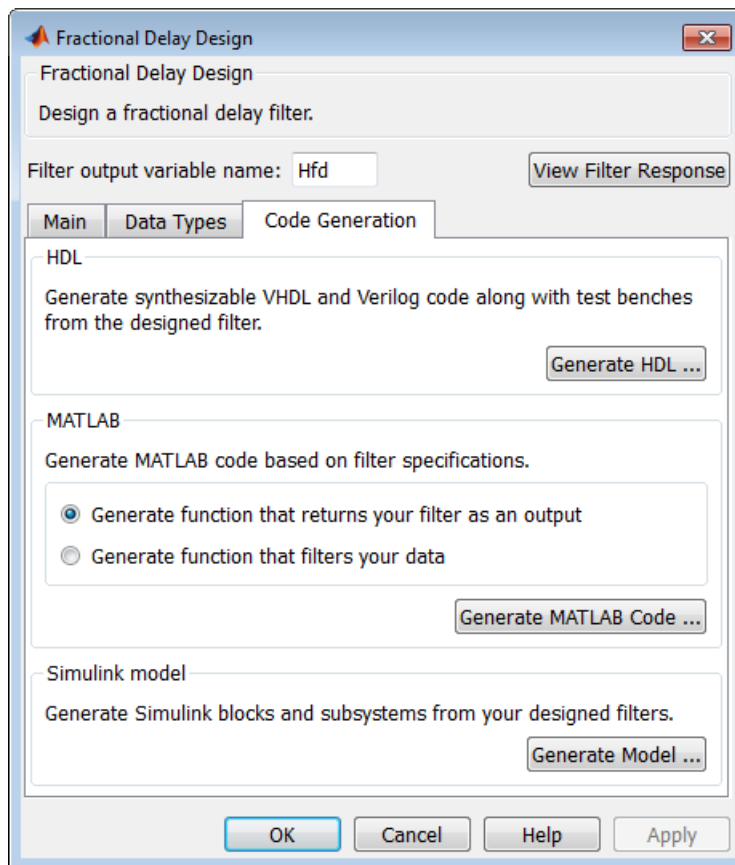 Fractional Delay Design
Fractional Delay Design
Design a fractional delay filter.
Filter output variable name: Hfd View Filter Response
Main Data Types Code Generation
HDL
Generate synthesizable VHDL and Verilog code along with test benches
from the designed filter.
Generate HDL ...
MATLAB
Generate MATLAB code based on filter specifications.
Generate function that returns your filter as an output
Generate function that filters your data
Generate MATLAB Code ...
Simulink model
Generate Simulink blocks and subsystems from your designed filters.
Generate Model ...
OK Cancel Help Apply